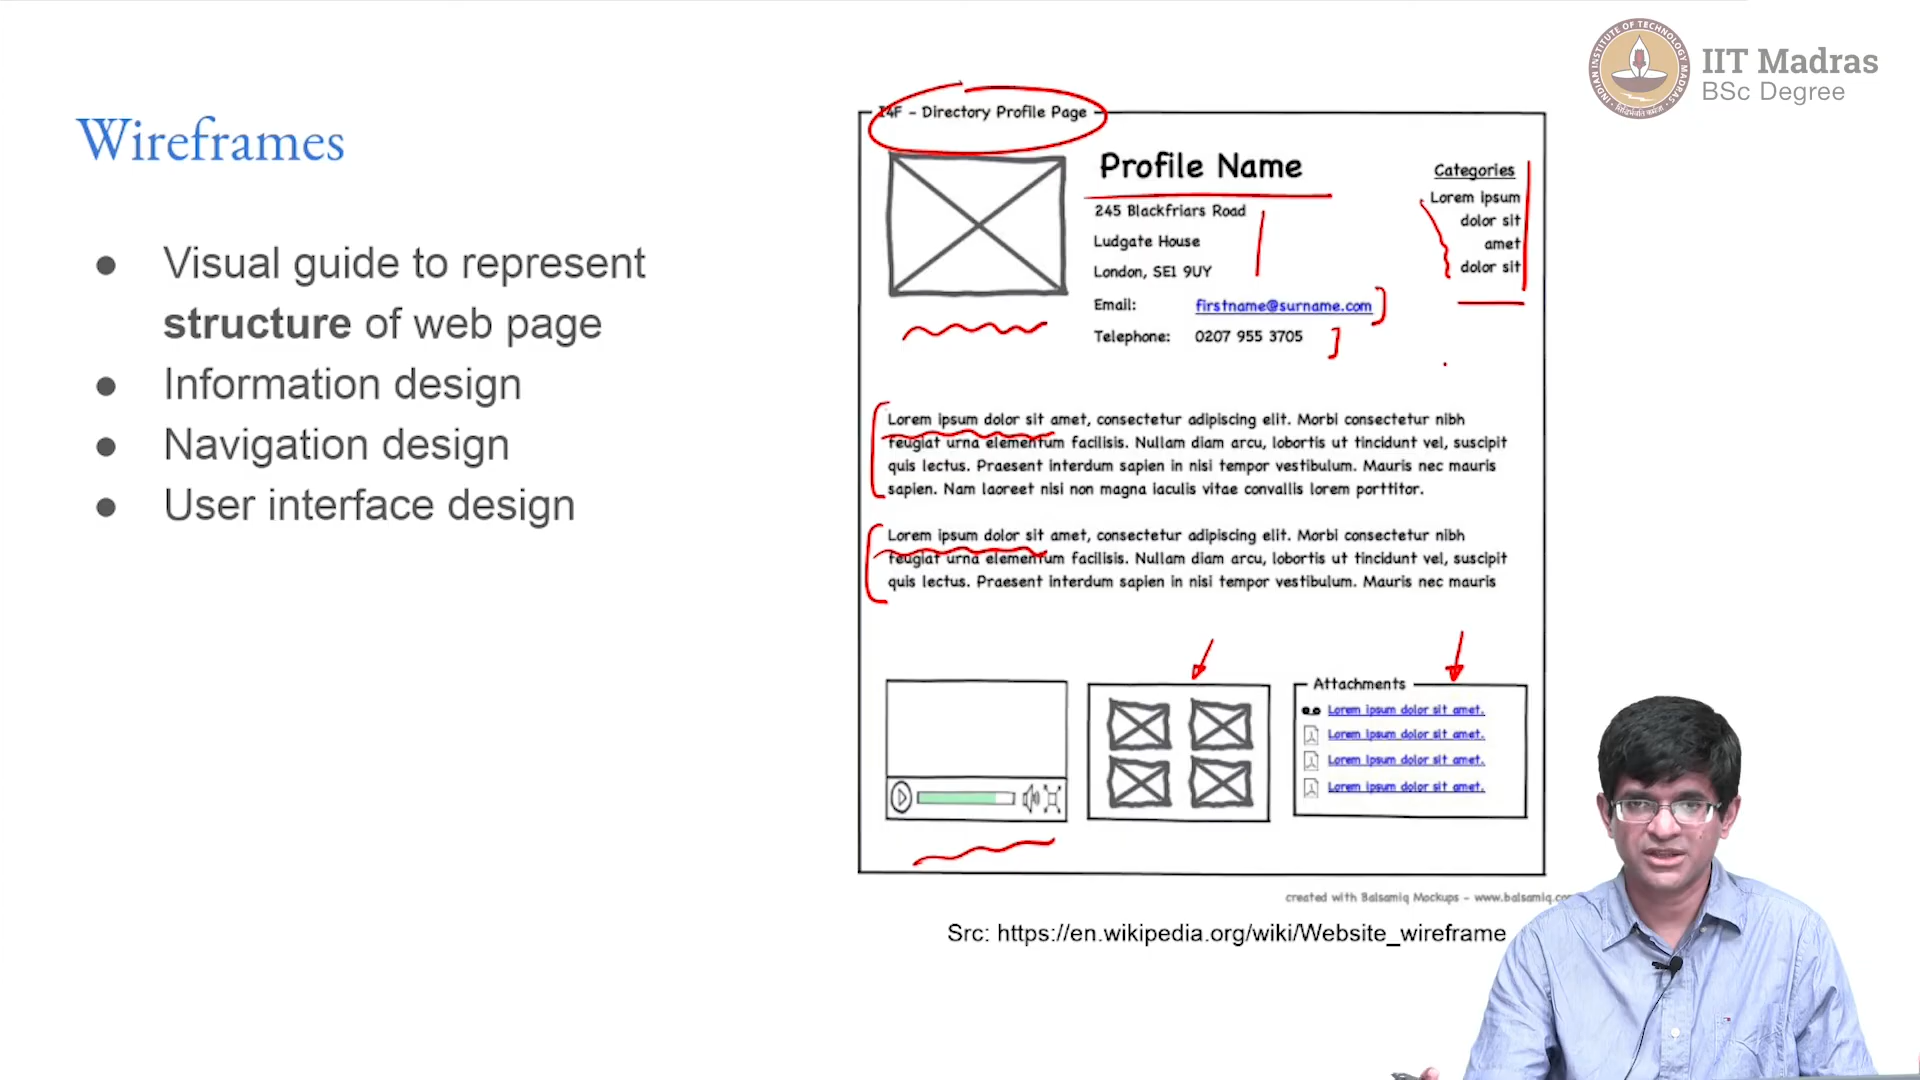 IIT Madras
BSc Degree
Wireframes
● Visual guide to represent
structure of web page
● Information design
● Navigation design
● User interface design
I4F - Directory Profile Page
Profile Name
245 Blackfriars Road
Ludgate House
London, SE1 9UY
Email: firstname@surname.com
Telephone: 0207 955 3705
Categories
Lorem ipsum
dolor sit
amet
dolor sit
Lorem ipsum dolor sit amet, consectetur adipiscing elit. Morbi consectetur nibh
feugiat urna elementum facilisis. Nullam diam arcu, lobortis ut tincidunt vel, suscipit
quis lectus. Praesent interdum sapien in nisi tempor vestibulum. Mauris nec mauris
sapien. Nam laoreet nisi non magna iaculis vitae convallis lorem porttitor.
Lorem ipsum dolor sit amet, consectetur adipiscing elit. Morbi consectetur nibh
feugiat urna elementum facilisis. Nullam diam arcu, lobortis ut tincidunt vel, suscipit
quis lectus. Praesent interdum sapien in nisi tempor vestibulum. Mauris nec mauris
Attachments
Lorem ipsum dolor sit amet.
Lorem ipsum dolor sit amet.
Lorem ipsum dolor sit amet.
Lorem ipsum dolor sit amet.
created with Balsamiq Mockups - www.balsamiq.co
Src: https://en.wikipedia.org/wiki/Website_wireframe